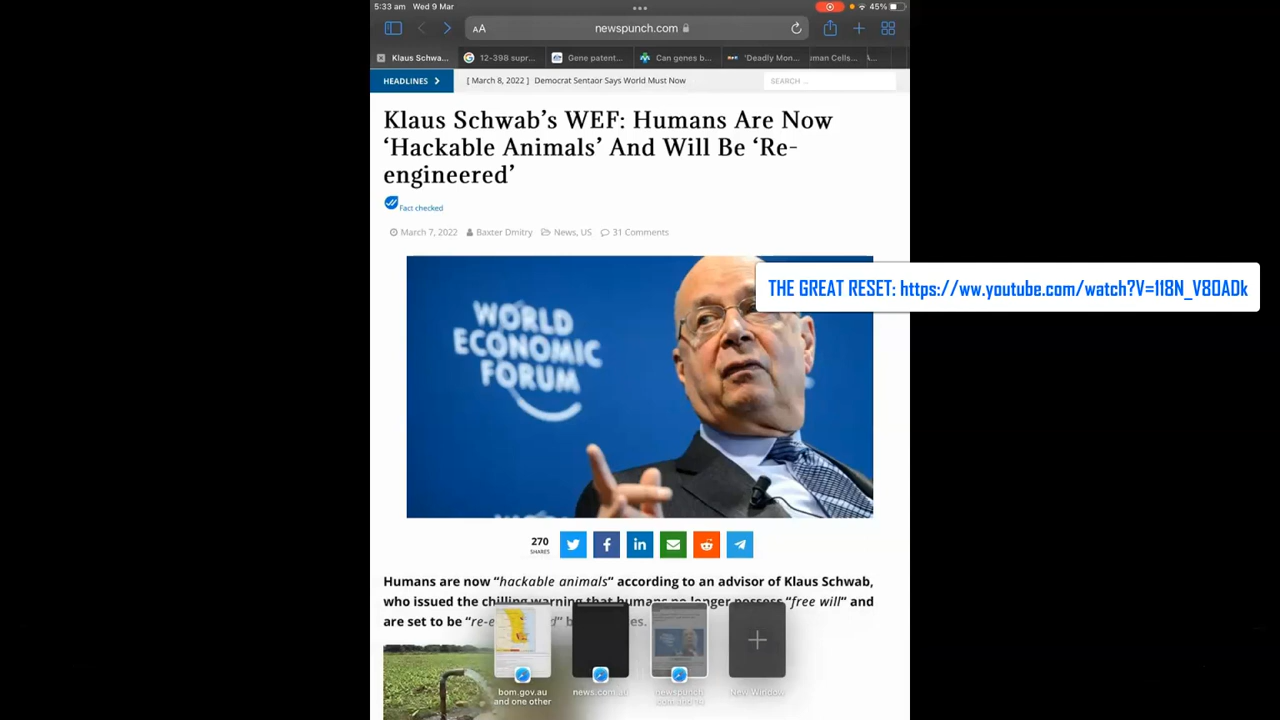 5:33 am Wed 9 Mar
45%
AA newspunch.com
Klaus Schwa... 12-398 supr... Gene patent... Can genes b... 'Deadly Mon... uman Cells...
HEADLINES [ March 8, 2022 ] Democrat Sentaor Says World Must Now SEARCH ...
Klaus Schwab’s WEF: Humans Are Now
‘Hackable Animals’ And Will Be ‘Re-
engineered’
Fact checked
March 7, 2022 Baxter Dmitry News, US 31 Comments
THE GREAT RESET: https://ww.youtube.com/watch?V=118N_V80ADk
WORLD
ECONOMIC
FORUM
270
SHARES
Humans are now “hackable animals“ according to an advisor of Klaus Schwab,
who issued the chilling warning that humans no longer possess “free will” and
are set to be “re-e
bom.gov.au
and one other
news.com.au
newspunch
New Window